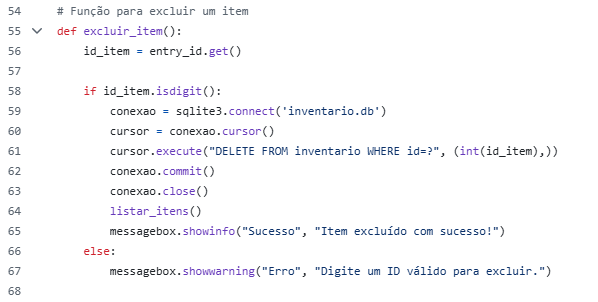 54 # Função para excluir um item
55 def excluir_item():
56 id_item = entry_id.get()
57
58 if id_item.isdigit():
59 conexao = sqlite3.connect('inventario.db')
60 cursor = conexao.cursor()
61 cursor.execute("DELETE FROM inventario WHERE id=?", (int(id_item),))
62 conexao.commit()
63 conexao.close()
64 listar_itens()
65 messagebox.showinfo("Sucesso", "Item excluído com sucesso!")
66 else:
67 messagebox.showwarning("Erro", "Digite um ID válido para excluir.")
68